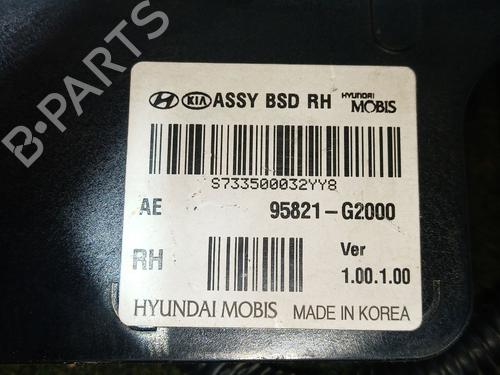 KIA ASSY BSD RH HYUNDAI MOBIS
S733500032YY8
AE 95821-G2000
RH Ver
1.00.1.00
HYUNDAI MOBIS MADE IN KOREA
B-PARTS